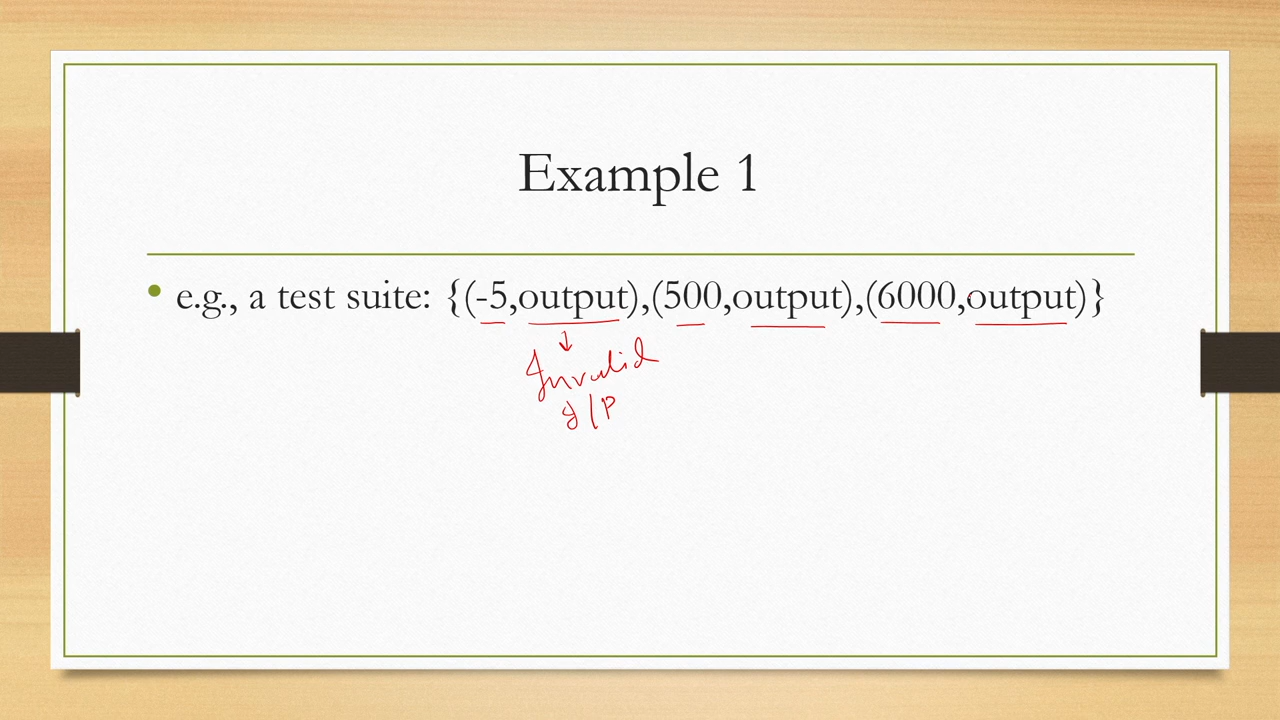 Example 1
• e.g., a test suite: {(-5,output),(500,output),(6000,output)}
Invalid
I/P